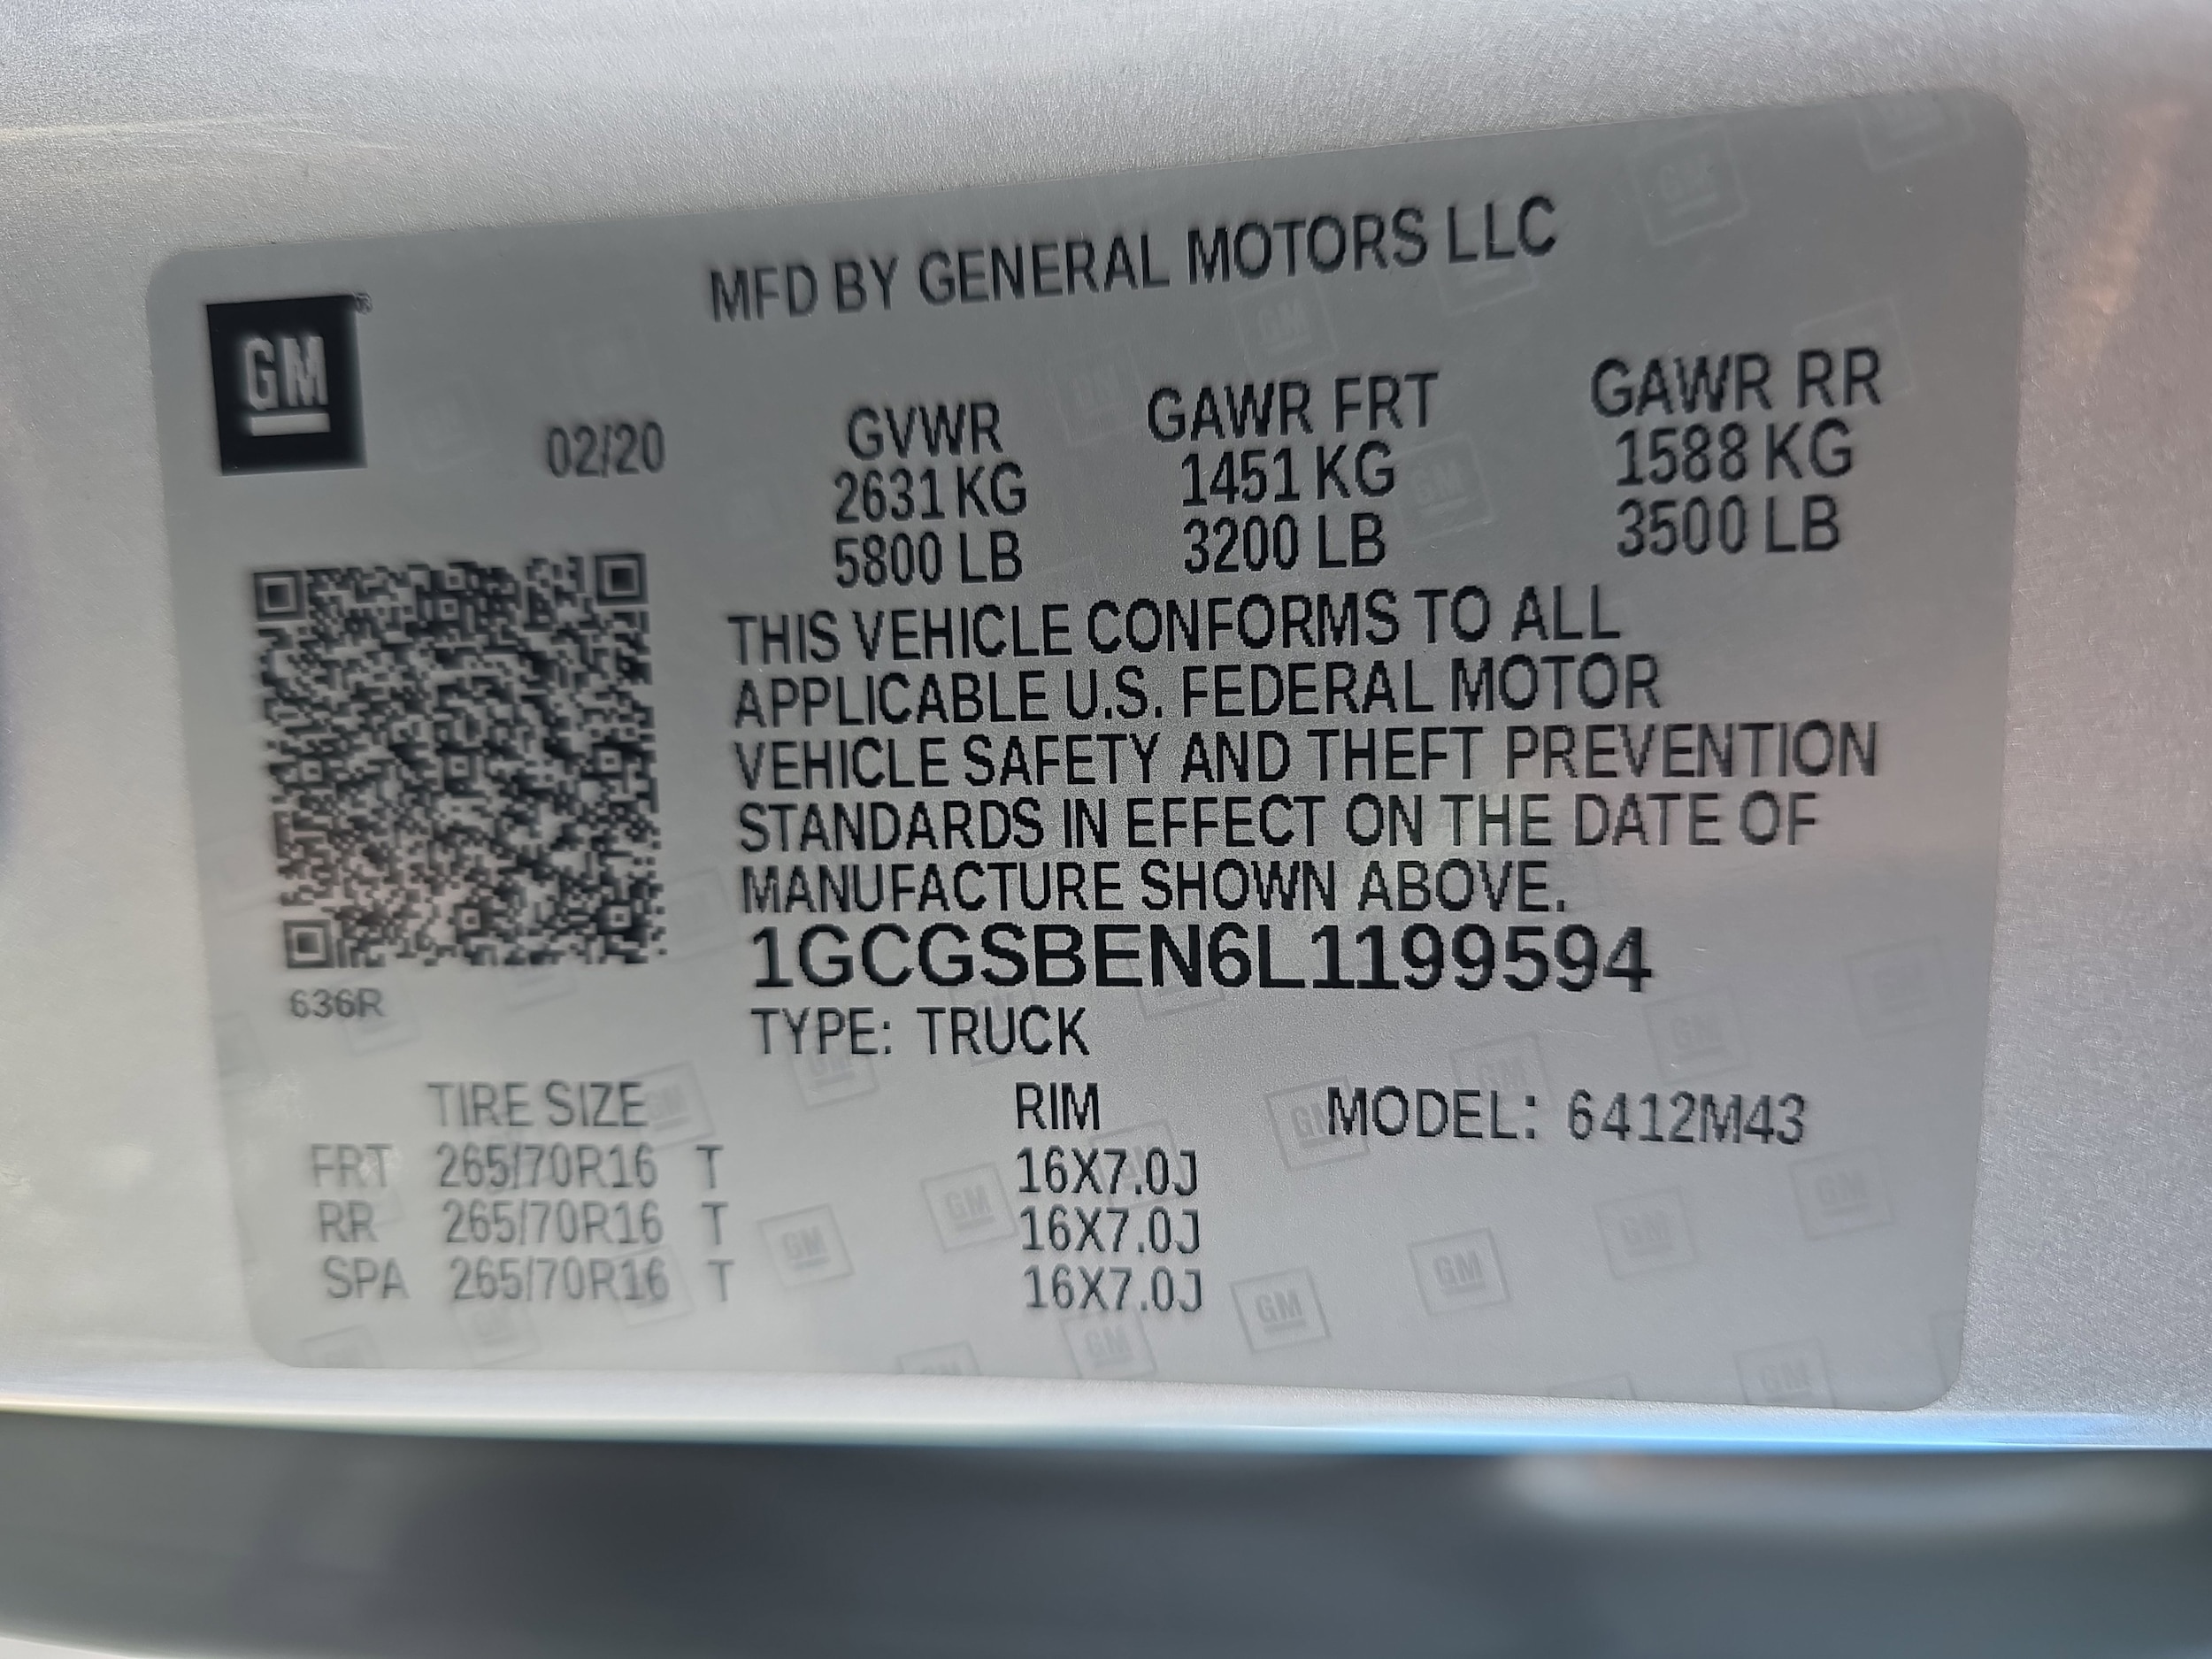 MFD BY GENERAL MOTORS LLC
GM
02/20
GVWR GAWR FRT GAWR RR
2631 KG 1451 KG 1588 KG
5800 LB 3200 LB 3500 LB
THIS VEHICLE CONFORMS TO ALL
APPLICABLE U.S. FEDERAL MOTOR
VEHICLE SAFETY AND THEFT PREVENTION
STANDARDS IN EFFECT ON THE DATE OF
MANUFACTURE SHOWN ABOVE.
1GCGSBEN6L1199594
636R
TYPE: TRUCK
TIRE SIZE RIM MODEL: 6412M43
FRT 265/70R16 T 16X7.0J
RR 265/70R16 T 16X7.0J
SPA 265/70R16 T 16X7.0J